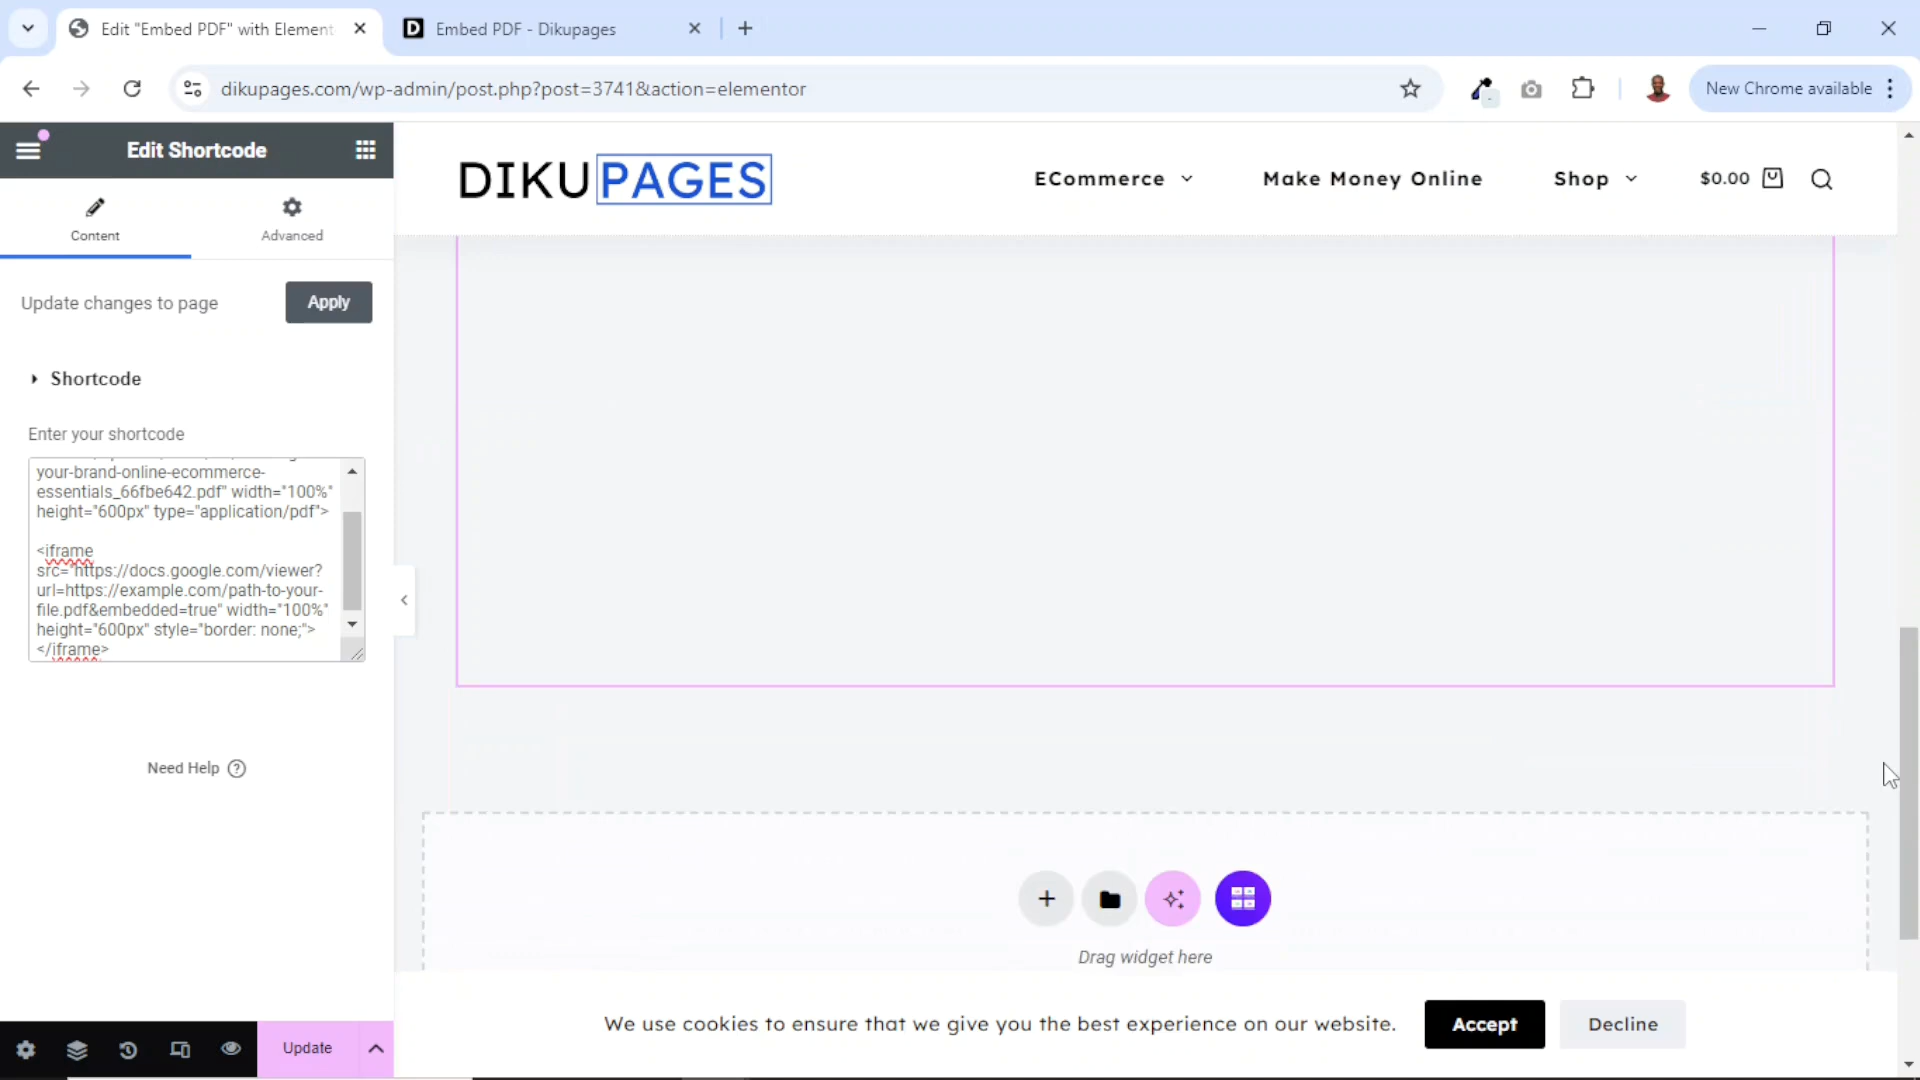 Edit "Embed PDF" with Element
Embed PDF - Dikupages
dikupages.com/wp-admin/post.php?post=3741&action=elementor
New Chrome available
Edit Shortcode
Content
Advanced
Update changes to page
Apply
Shortcode
Enter your shortcode
your-brand-online-ecommerce-
essentials_66fbe642.pdf" width="100%"
height="600px" type="application/pdf">
<iframe
src="https://docs.google.com/viewer?
url=https://example.com/path-to-your-
file.pdf&embedded=true" width="100%"
height="600px" style="border: none;">
</iframe>
Need Help
Update
DIKUPAGES
ECommerce
Make Money Online
Shop
$0.00
Drag widget here
We use cookies to ensure that we give you the best experience on our website.
Accept
Decline